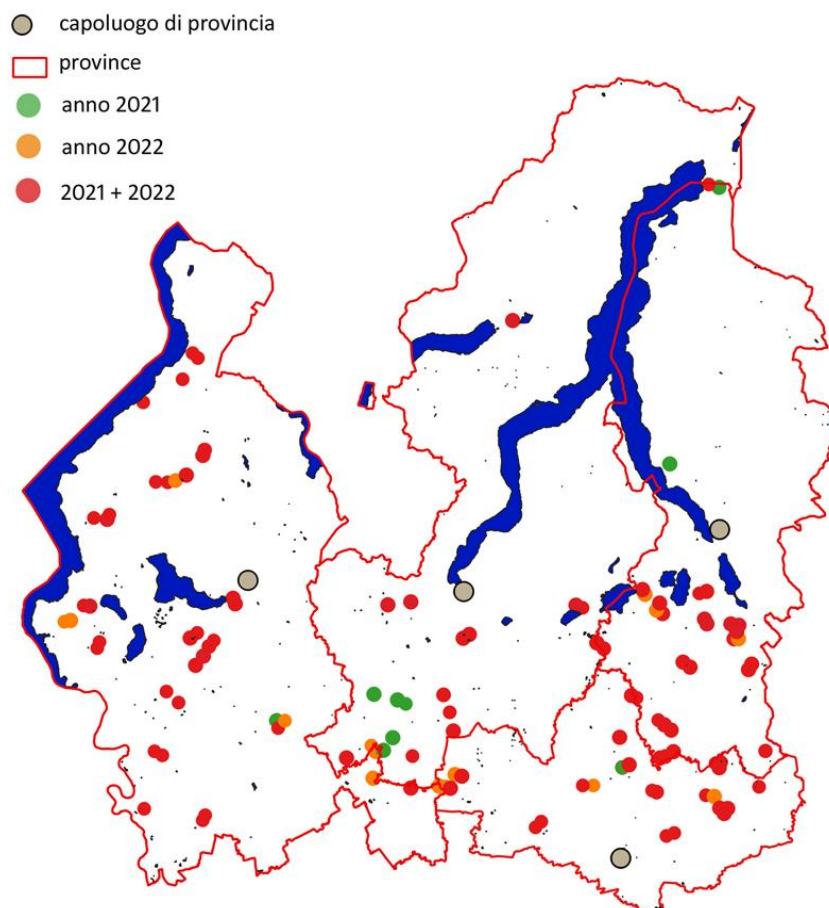 capoluogo di provincia
province
anno 2021
anno 2022
2021 + 2022